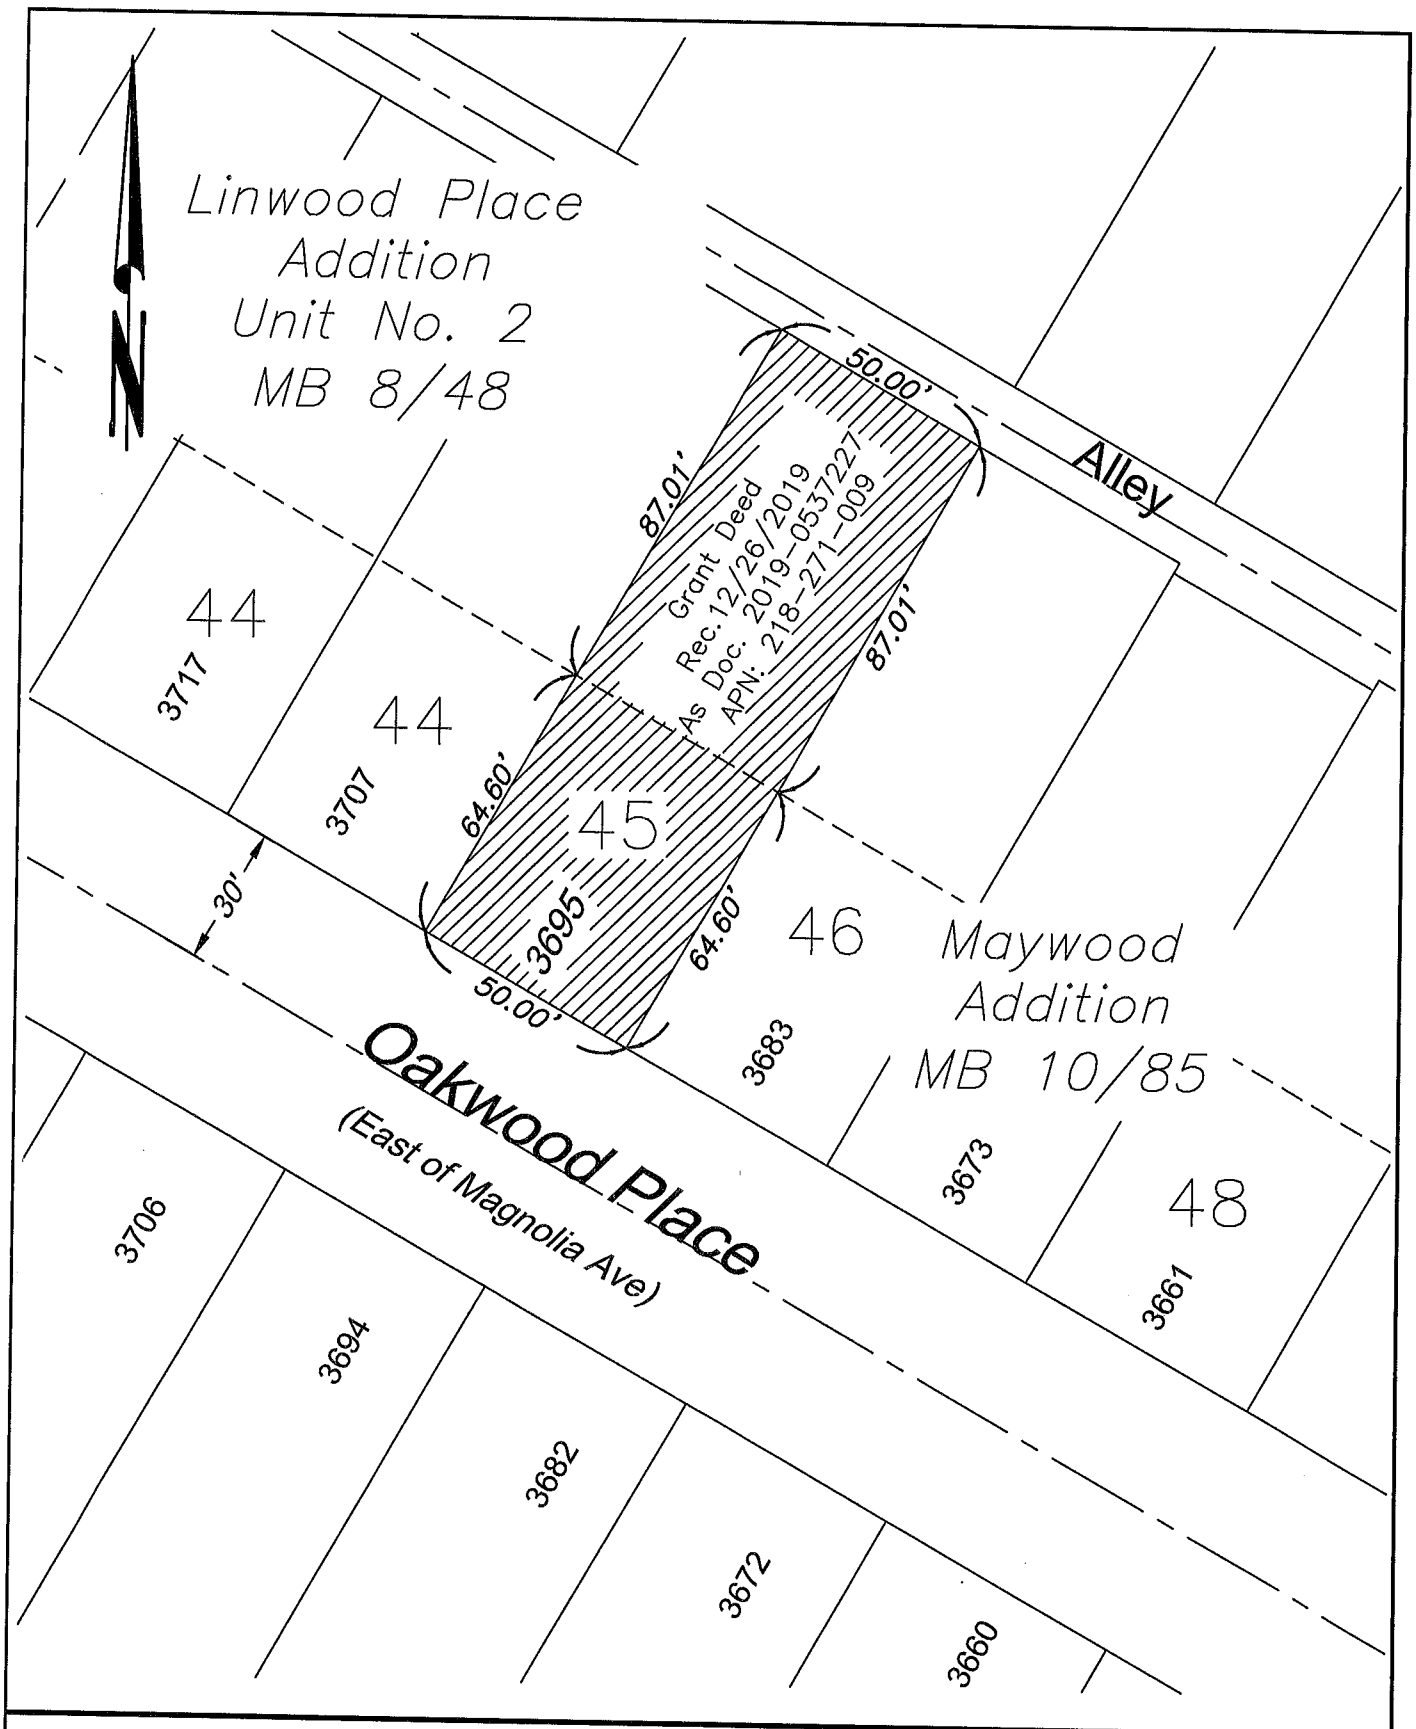 Linwood Place
Addition
Unit No. 2
MB 8/48
N
50.00'
Alley
87.01'
Grant Deed
Rec.12/26/2019
As Doc. 2019-0537227
APN: 218-271-009
87.01'
44
3717
44
3707
64.60'
45
3695
64.60'
50.00'
46
3683
Maywood
Addition
MB 10/85
30'
Oakwood Place
(East of Magnolia Ave)
3673
48
3661
3706
3694
3682
3672
3660